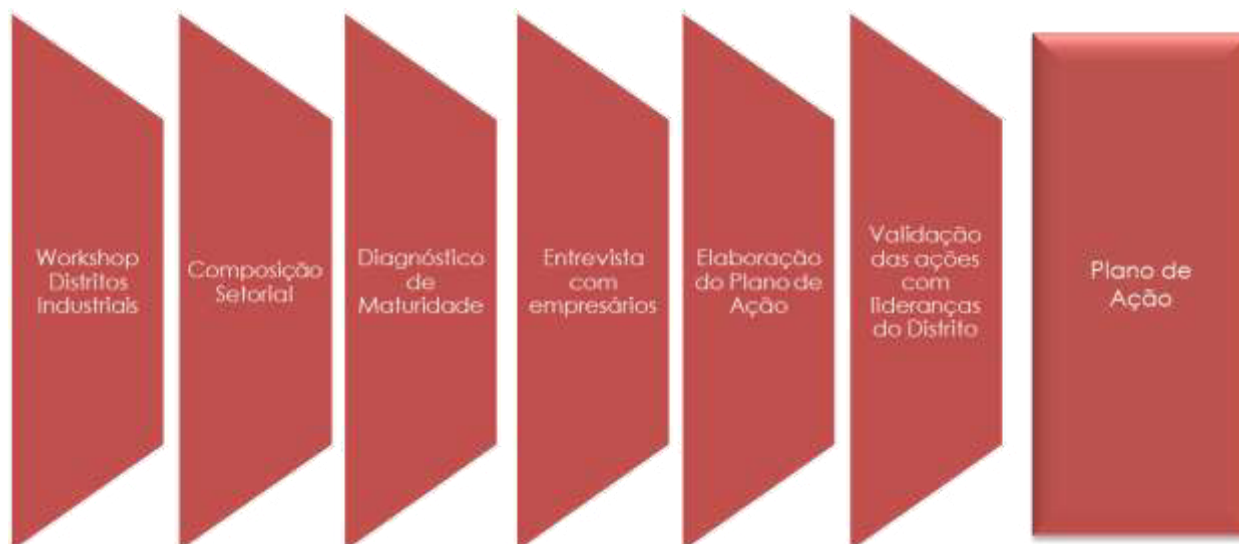 Workshop
Distritos
Industriais
Composição
Setorial
Diagnóstico
de
Maturidade
Entrevista
com
empresários
Elaboração
do Plano de
Ação
Validação
das ações
com
lideranças
do Distrito
Plano de
Ação